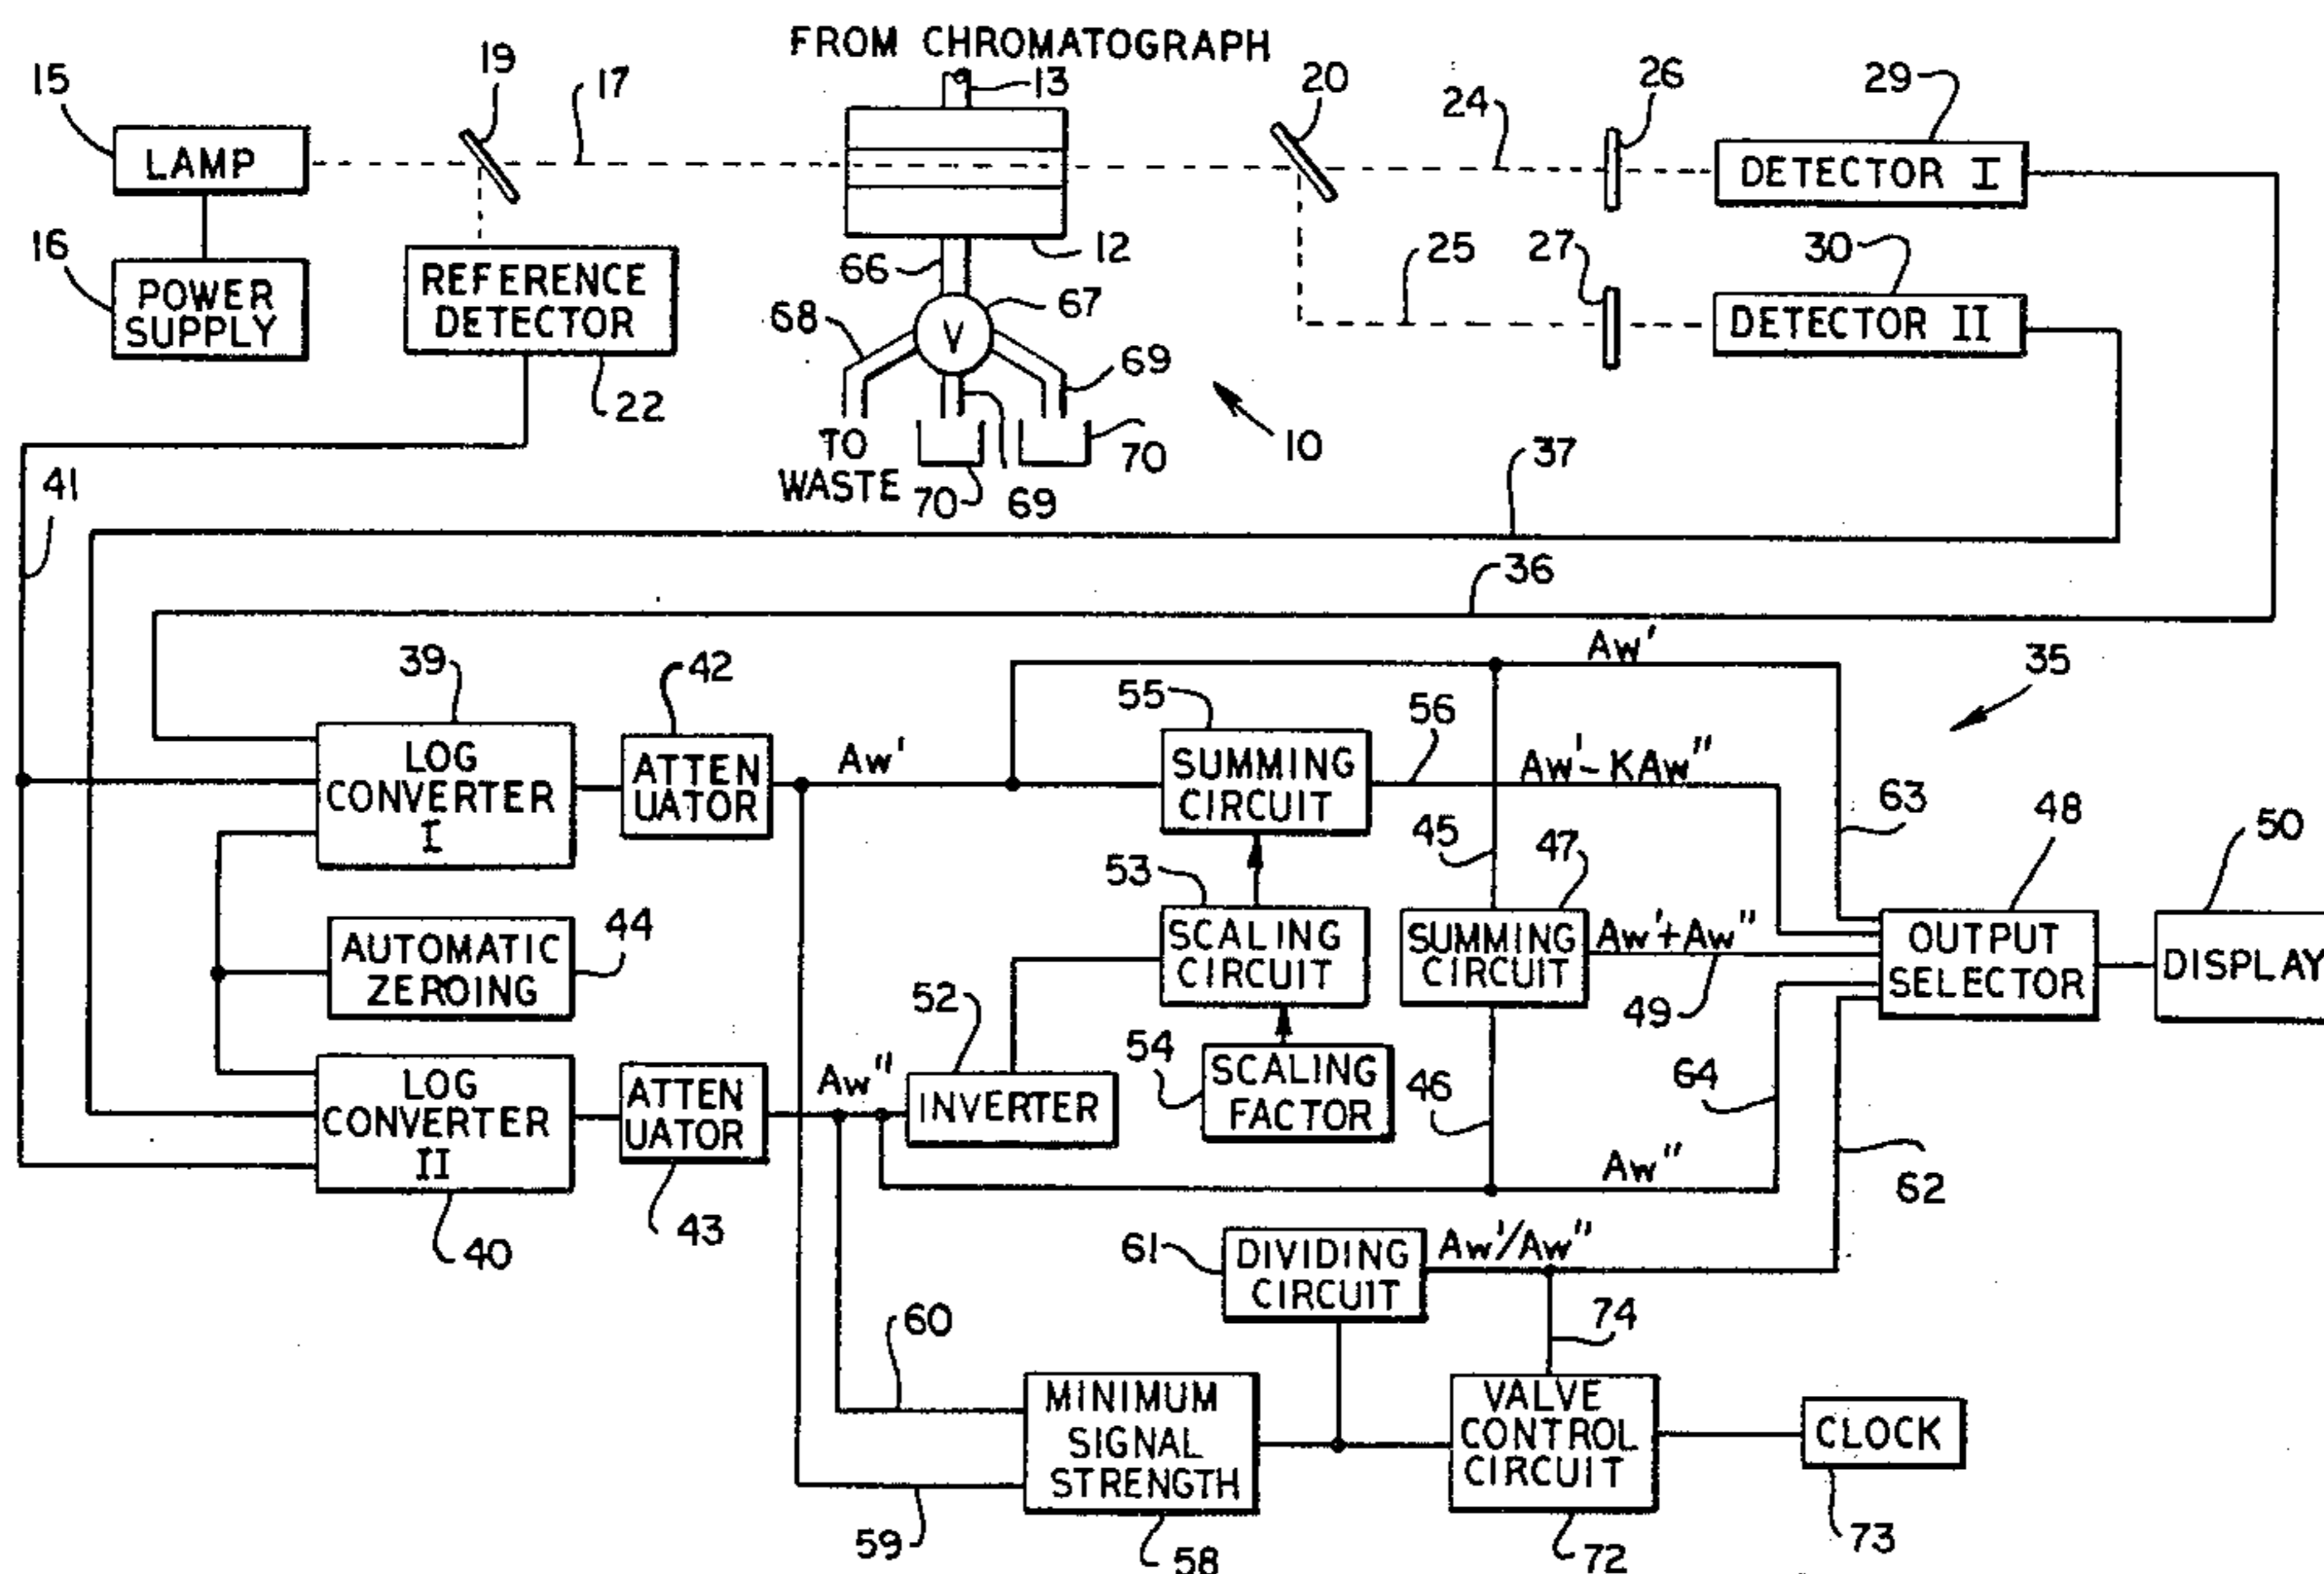 FROM CHROMATOGRAPH
15
19
17
13
20
24
26
29
LAMP
DETECTOR I
16
POWER
SUPPLY
REFERENCE
DETECTOR
22
66
12
68
67
V
69
25
27
30
DETECTOR II
TO
WASTE
70
69
70
10
41
37
36
39
42
Aw'
35
55
56
LOG
CONVERTER
I
ATTEN
UATOR
Aw'
SUMMING
CIRCUIT
Aw'-KAw"
63
48
50
45
47
53
AUTOMATIC
ZEROING
44
SCALING
CIRCUIT
SUMMING
CIRCUIT
Aw'+Aw"
49
OUTPUT
SELECTOR
DISPLAY
52
54
SCALING
FACTOR
46
64
LOG
CONVERTER
II
ATTEN
UATOR
Aw"
INVERTER
Aw"
62
40
43
61
DIVIDING
CIRCUIT
Aw'/Aw"
60
74
MINIMUM
SIGNAL
STRENGTH
VALVE
CONTROL
CIRCUIT
CLOCK
59
58
72
73